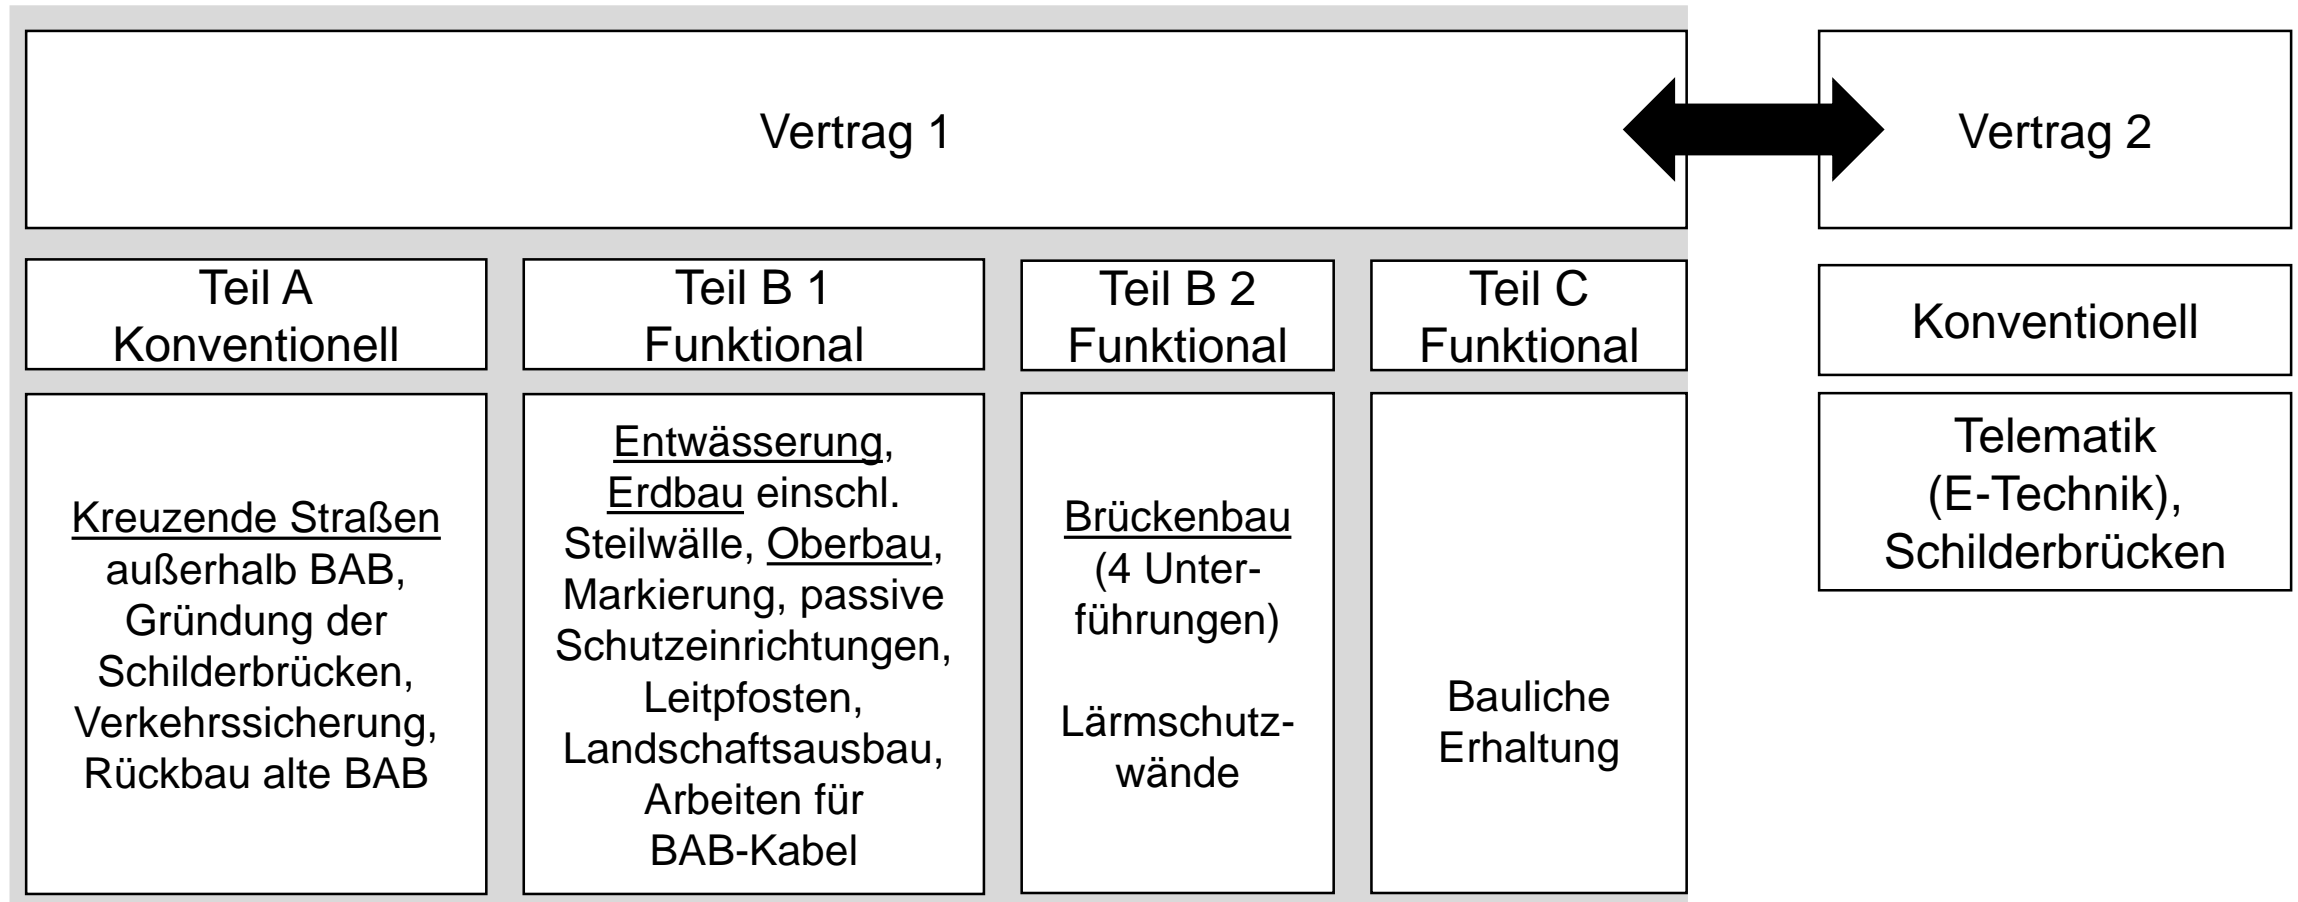 Vertrag 1
Vertrag 2
Teil A
Konventionell
Teil B 1
Funktional
Teil B 2
Funktional
Teil C
Funktional
Konventionell
Kreuzende Straßen
außerhalb BAB,
Gründung der
Schilderbrücken,
Verkehrssicherung,
Rückbau alte BAB
Entwässerung,
Erdbau einschl.
Steilwälle, Oberbau,
Markierung, passive
Schutzeinrichtungen,
Leitpfosten,
Landschaftsausbau,
Arbeiten für
BAB-Kabel
Brückenbau
(4 Unter-
führungen)
Lärmschutz-
wände
Bauliche
Erhaltung
Telematik
(E-Technik),
Schilderbrücken